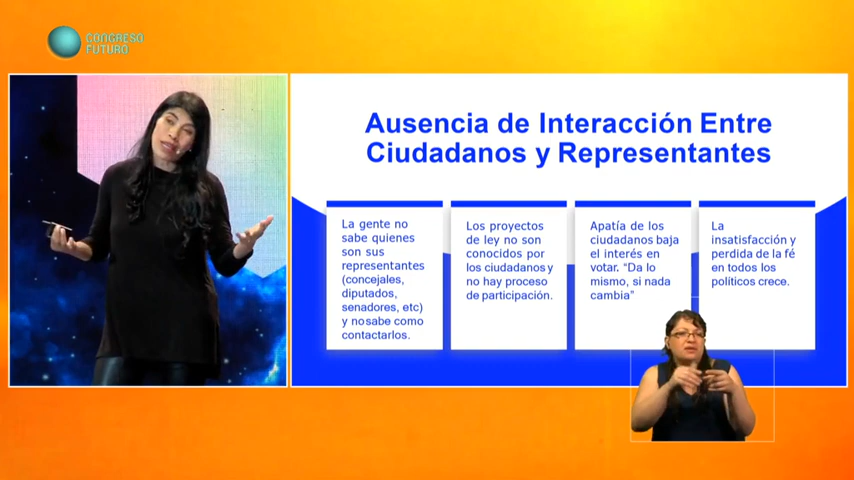 CONGRESO
FUTURO
Ausencia de Interacción Entre
Ciudadanos y Representantes
La gente no
sabe quienes
son sus
representantes
(concejales,
diputados,
senadores, etc)
y nosabe como
contactarlos.
Los proyectos
de ley no son
conocidos por
los ciudadanos y
no hay proceso
de participación.
Apatía de los
ciudadanos baja
el interés en
votar. “Da lo
mismo, si nada
cambia”
La
insatisfacción y
perdida de la fé
en todos los
políticos crece.